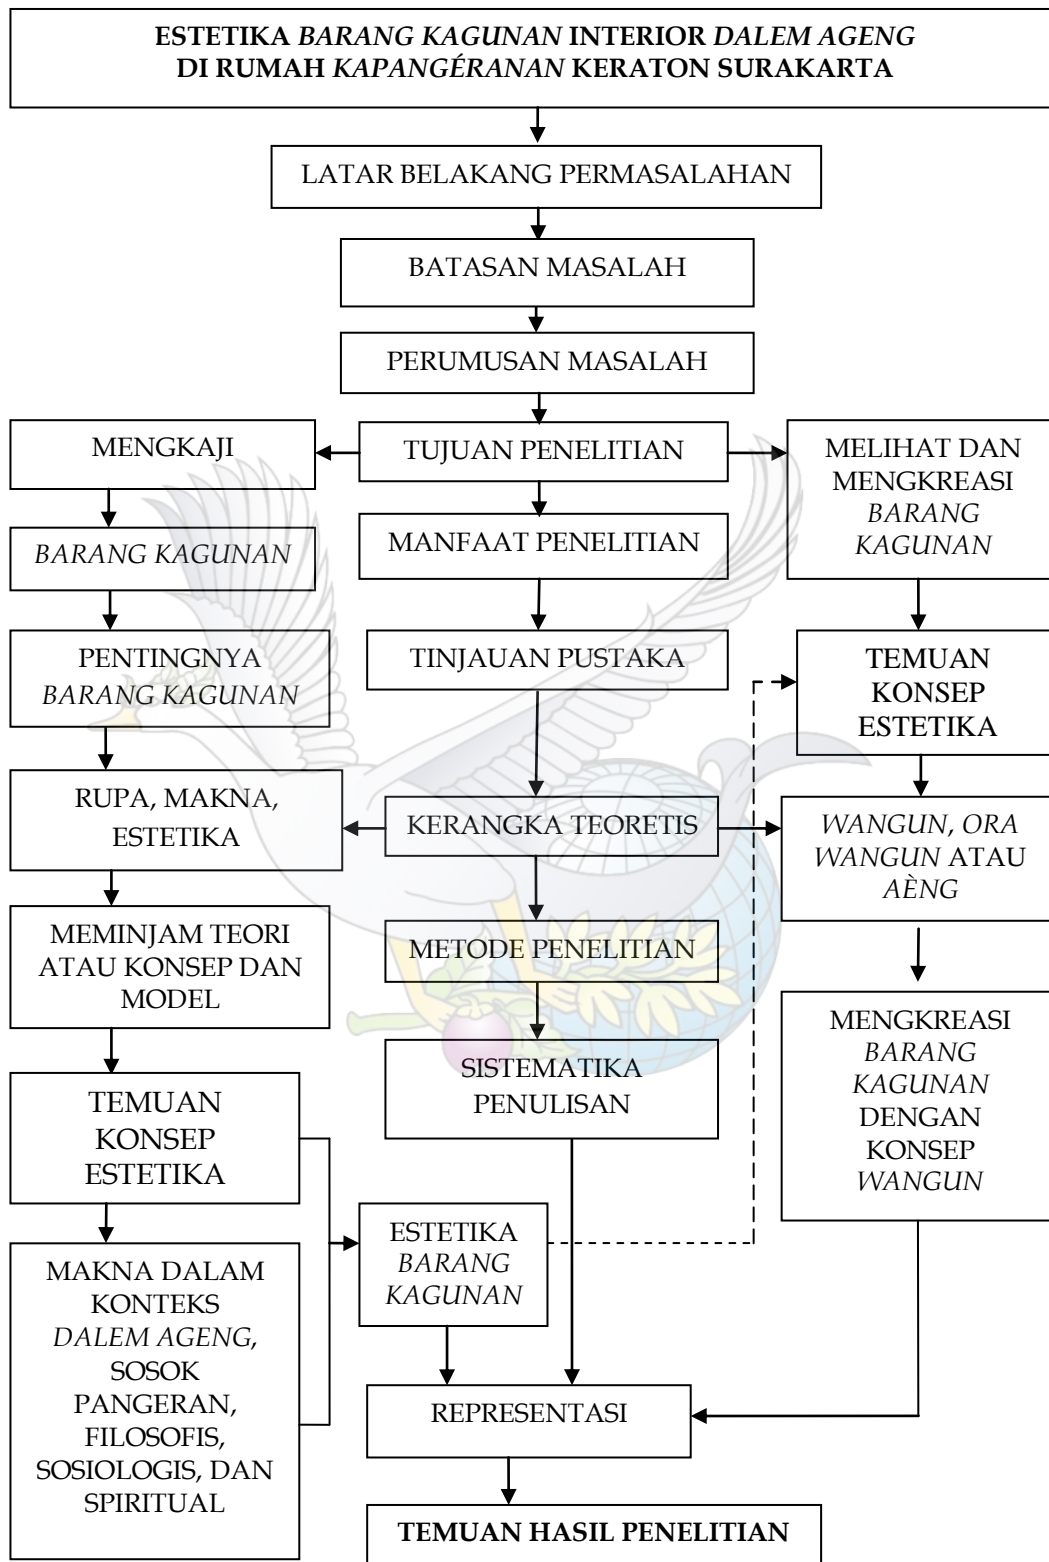 ESTETIKA BARANG KAGUNAN INTERIOR DALEM AGENG
DI RUMAH KAPANGÉRANAN KERATON SURAKARTA
LATAR BELAKANG PERMASALAHAN
BATASAN MASALAH
PERUMUSAN MASALAH
MENGKAJI
TUJUAN PENELITIAN
MELIHAT DAN
MENGKREASI
BARANG
KAGUNAN
BARANG KAGUNAN
MANFAAT PENELITIAN
PENTINGNYA
BARANG KAGUNAN
TINJAUAN PUSTAKA
TEMUAN
KONSEP
ESTETIKA
RUPA, MAKNA,
ESTETIKA
KERANGKA TEORETIS
WANGUN, ORA
WANGUN ATAU
AÈNG
MEMINJAM TEORI
ATAU KONSEP DAN
MODEL
METODE PENELITIAN
MENGKREASI
BARANG
KAGUNAN
DENGAN
KONSEP
WANGUN
SISTEMATIKA
PENULISAN
TEMUAN
KONSEP
ESTETIKA
ESTETIKA
BARANG
KAGUNAN
MAKNA DALAM
KONTEKS
DALEM AGENG,
SOSOK
PANGERAN,
FILOSOFIS,
SOSIOLOGIS, DAN
SPIRITUAL
REPRESENTASI
TEMUAN HASIL PENELITIAN